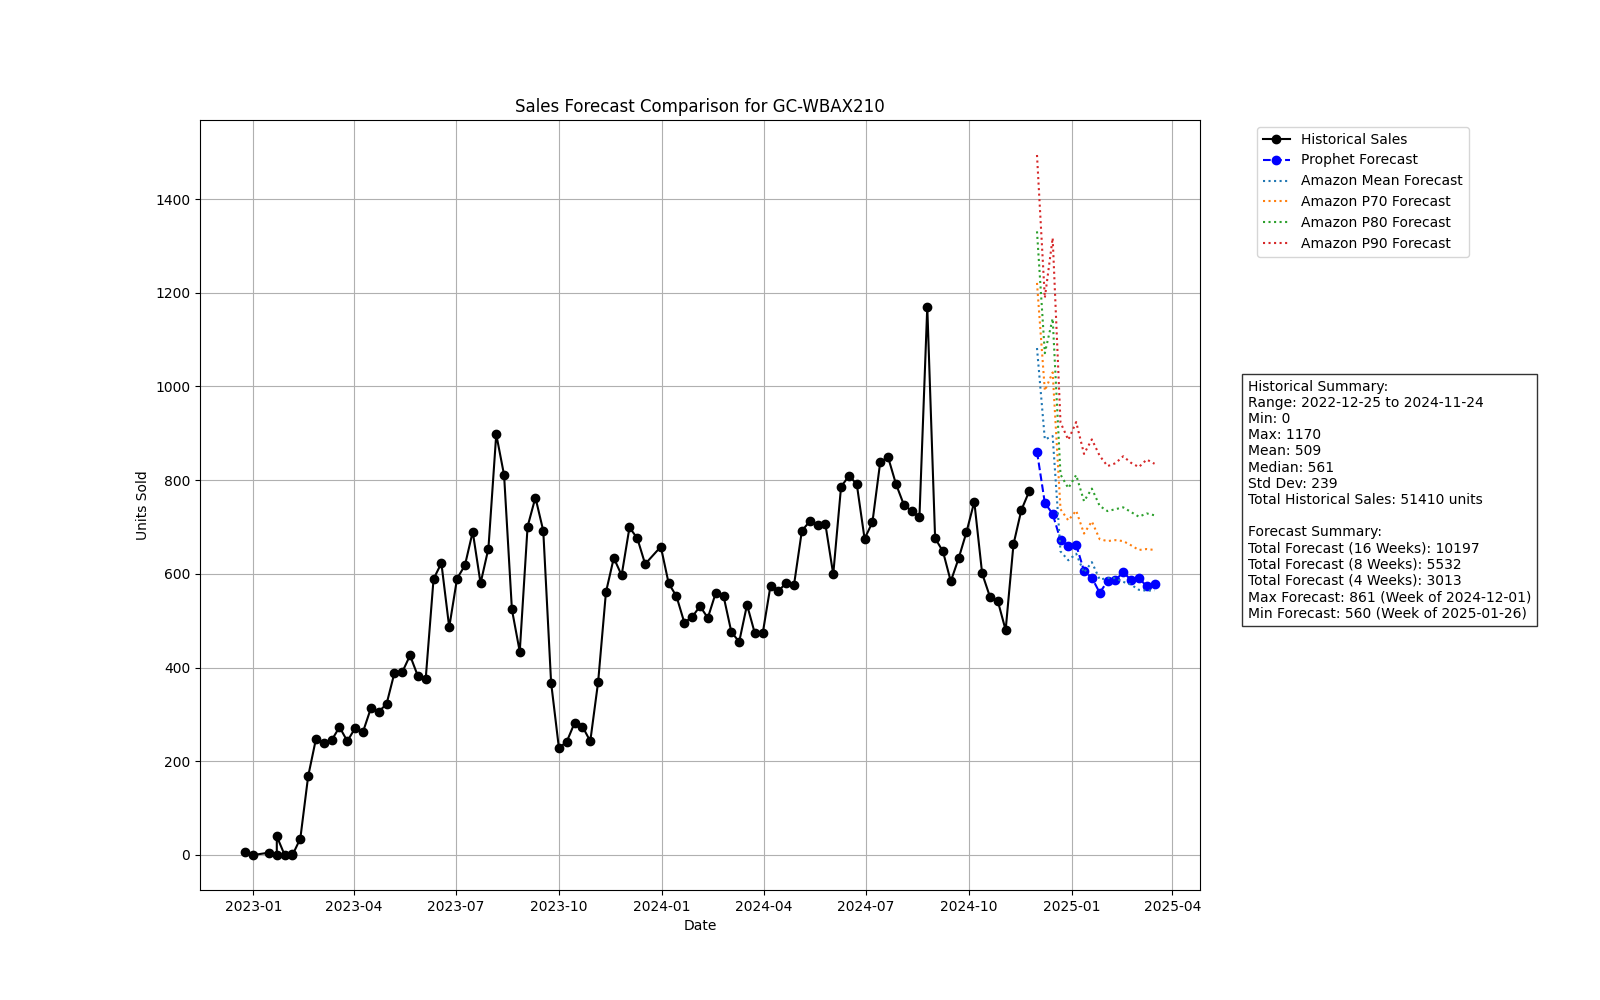 Sales Forecast Comparison for GC-WBAX210
Units Sold
1400
1200
1000
800
600
400
200
0
2023-01 2023-04 2023-07 2023-10 2024-01 2024-04 2024-07 2024-10 2025-01 2025-04
Date
Historical Sales
Prophet Forecast
Amazon Mean Forecast
Amazon P70 Forecast
Amazon P80 Forecast
Amazon P90 Forecast
Historical Summary:
Range: 2022-12-25 to 2024-11-24
Min: 0
Max: 1170
Mean: 509
Median: 561
Std Dev: 239
Total Historical Sales: 51410 units
Forecast Summary:
Total Forecast (16 Weeks): 10197
Total Forecast (8 Weeks): 5532
Total Forecast (4 Weeks): 3013
Max Forecast: 861 (Week of 2024-12-01)
Min Forecast: 560 (Week of 2025-01-26)